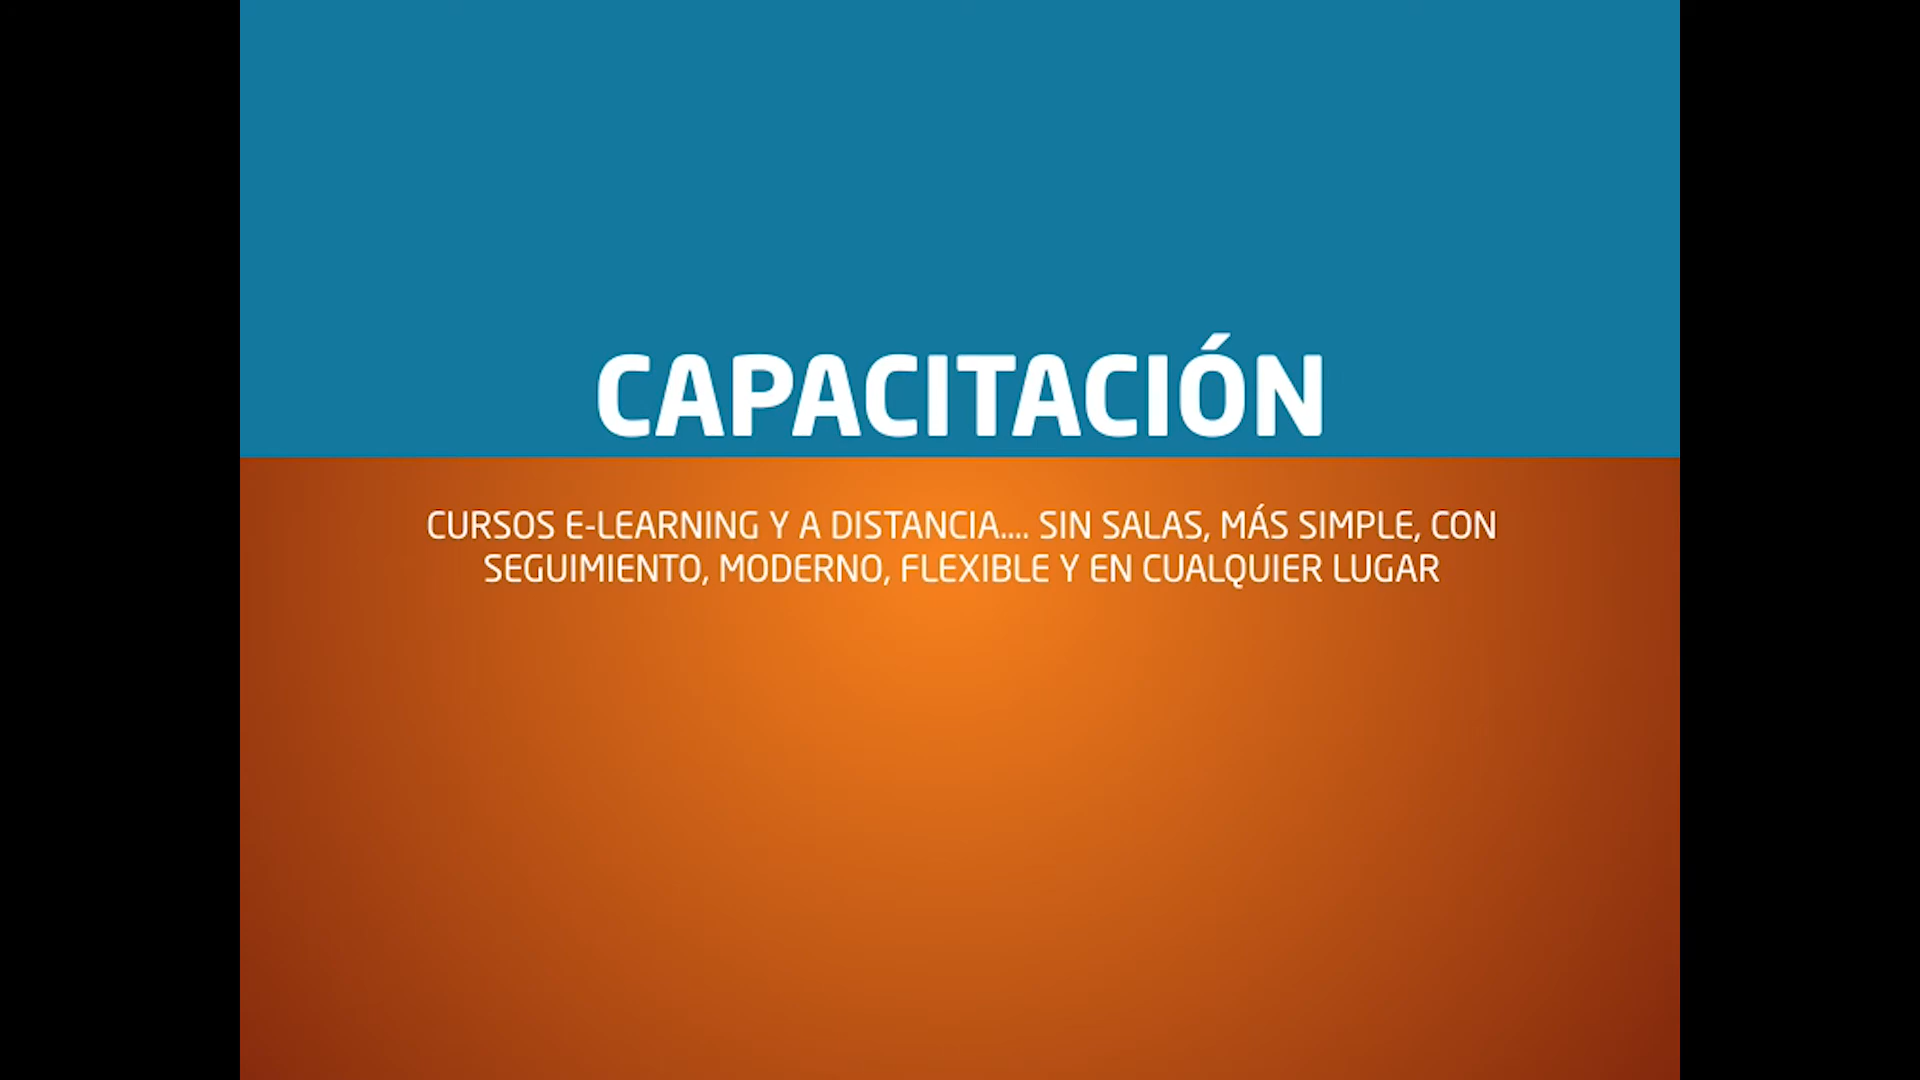 CAPACITACIÓN
CURSOS E-LEARNING Y A DISTANCIA.... SIN SALAS, MÁS SIMPLE, CON
SEGUIMIENTO, MODERNO, FLEXIBLE Y EN CUALQUIER LUGAR